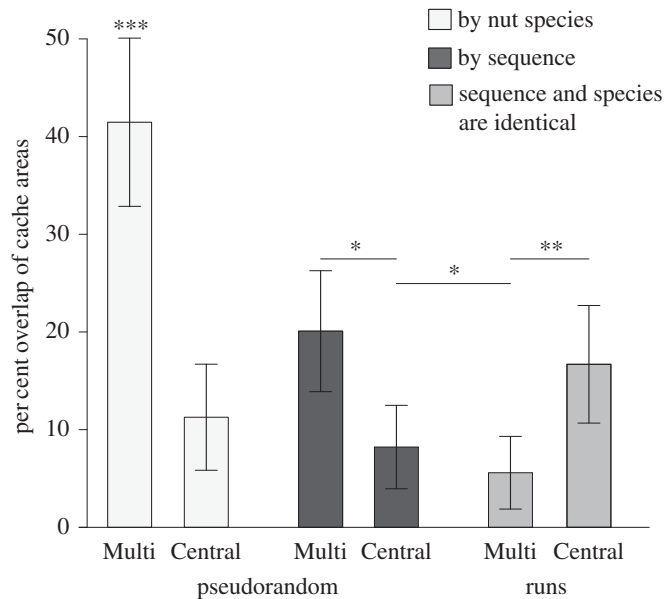 by nut species
by sequence
sequence and species
are identical
per cent overlap of cache areas
50
40
30
20
10
0
***
*
*
**
Multi Central Multi Central Multi Central
pseudorandom runs